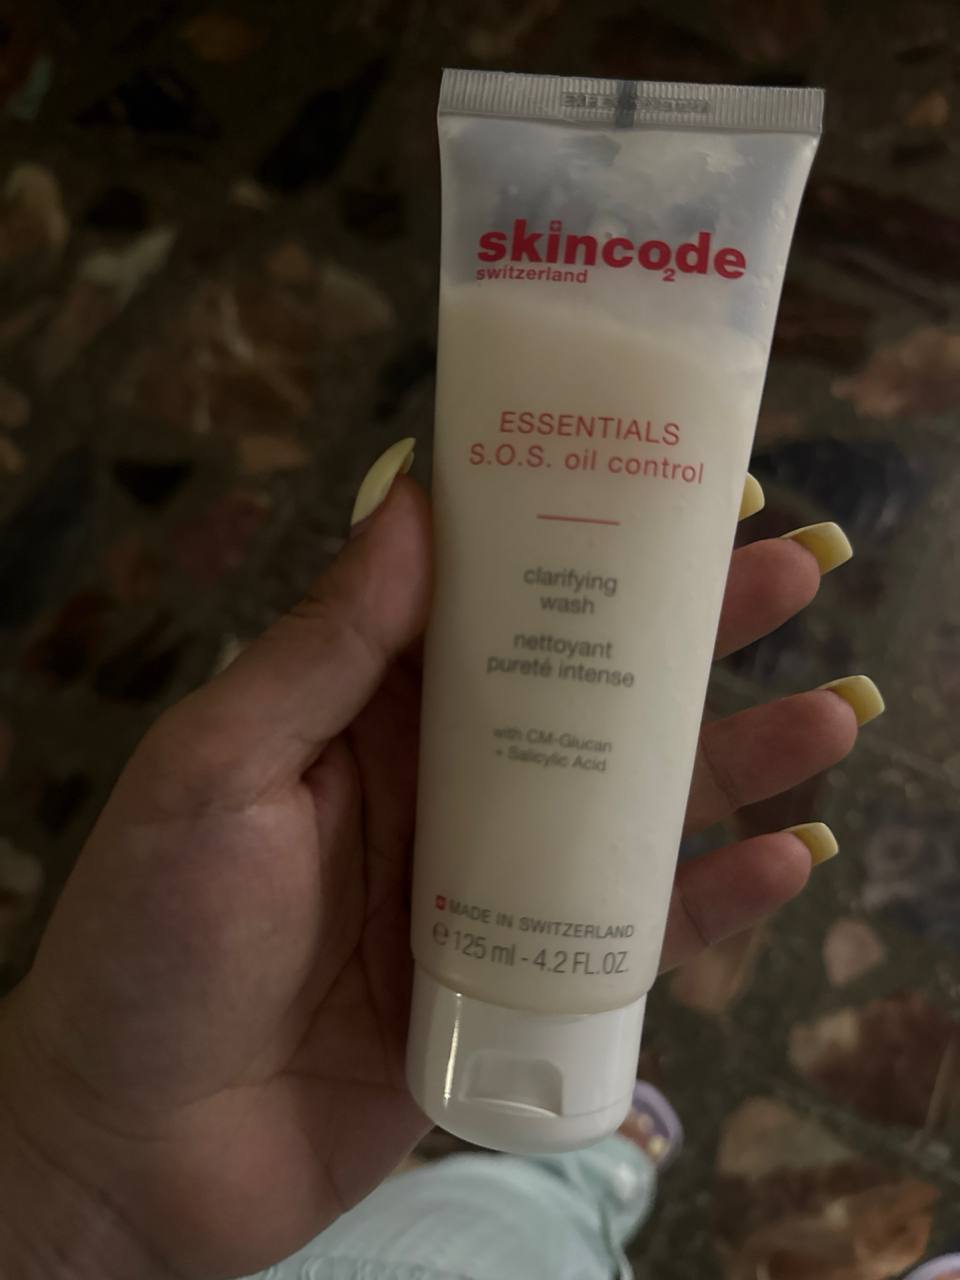 skinco2de
switzerland
ESSENTIALS
S.O.S. oil control
clarifying
wash
nettoyant
pureté intense
with CM-Glucan
+ Salicylic Acid
MADE IN SWITZERLAND
℮ 125 ml - 4.2 FL.OZ.